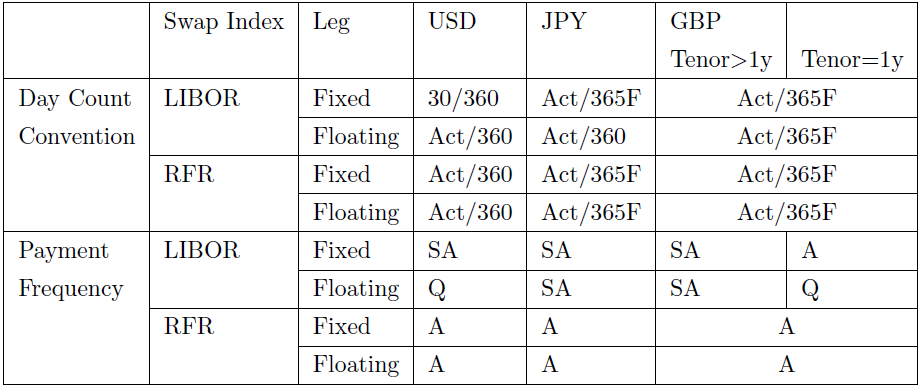 Swap Index Leg USD JPY GBP
Tenor>1y Tenor=1y
Day Count LIBOR Fixed 30/360 Act/365F Act/365F
Convention Floating Act/360 Act/360 Act/365F
RFR Fixed Act/360 Act/365F Act/365F
Floating Act/360 Act/365F Act/365F
Payment LIBOR Fixed SA SA SA A
Frequency Floating Q SA SA Q
RFR Fixed A A A
Floating A A A